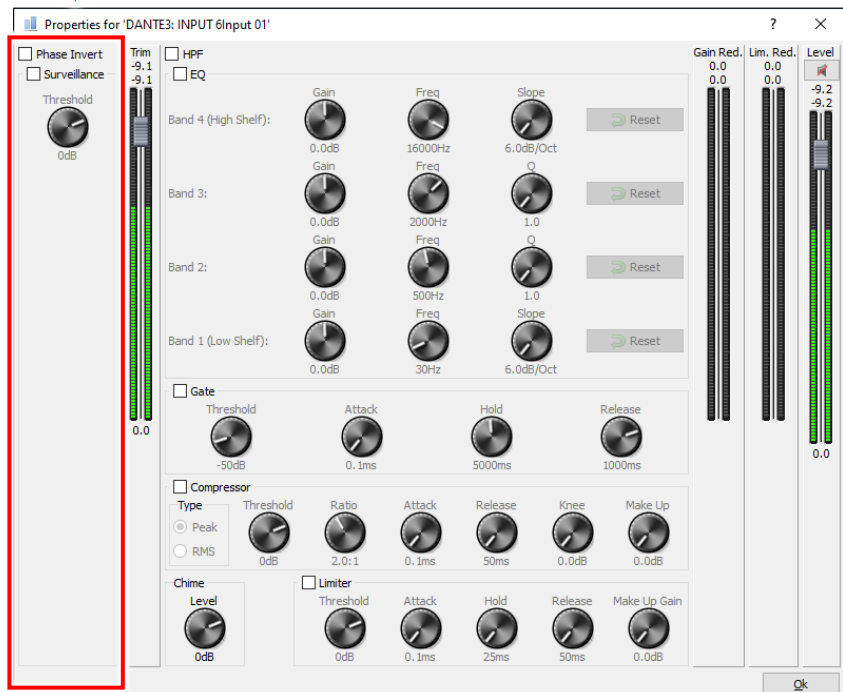 Properties for 'DANTE3: INPUT 6Input 01'
?
Phase Invert
Surveillance
Threshold
0dB
Trim
-9.1
-9.1
0.0
HPF
EQ
Gain Freq Slope
Band 4 (High Shelf): Reset
0.0dB 16000Hz 6.0dB/Oct
Gain Freq Q
Band 3: Reset
0.0dB 2000Hz 1.0
Gain Freq Q
Band 2: Reset
0.0dB 500Hz 1.0
Gain Freq Slope
Band 1 (Low Shelf): Reset
0.0dB 30Hz 6.0dB/Oct
Gate
Threshold Attack Hold Release
-50dB 0.1ms 5000ms 1000ms
Compressor
Type Threshold Ratio Attack Release Knee Make Up
Peak
RMS
0dB 2.0:1 0.1ms 50ms 0.0dB 0.0dB
Chime
Level
0dB
Limiter
Threshold Attack Hold Release Make Up Gain
0dB 0.1ms 25ms 50ms 0.0dB
Gain Red.
0.0
0.0
Lim. Red.
0.0
0.0
Level
-9.2
-9.2
0.0
Ok